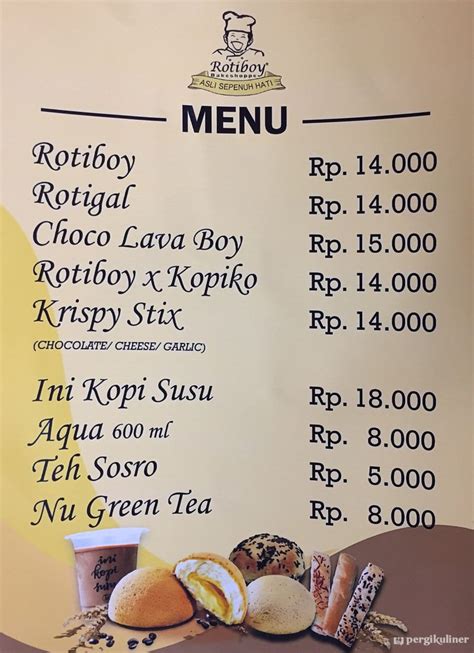 Rotiboy
Bakeshoppe
ASLI SEPENUH HATI
MENU
Rotiboy Rp. 14.000
Rotigal Rp. 14.000
Choco Lava Boy Rp. 15.000
Rotiboy x Kopiko Rp. 14.000
Krispy Stix Rp. 14.000
(CHOCOLATE/ CHEESE/ GARLIC)
Ini Kopi Susu Rp. 18.000
Aqua 600 ml Rp. 8.000
Teh Sosro Rp. 5.000
Nu Green Tea Rp. 8.000
ini
kopi
susu
pergikuliner